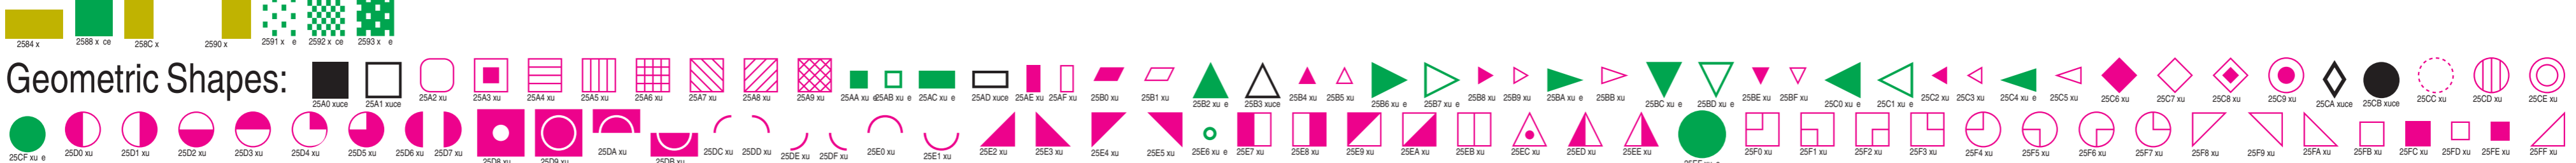 2584 x 2588 x ce 258C x 2590 x 2591 x e 2592 x ce 2593 x e
Geometric Shapes: 25A0 xuce 25A1 xuce 25A2 xu 25A3 xu 25A4 xu 25A5 xu 25A6 xu 25A7 xu 25A8 xu 25A9 xu 25AA xu e 25AB xu e 25AC xu e 25AD xuce 25AE xu 25AF xu 25B0 xu 25B1 xu 25B2 xu e 25B3 xuce 25B4 xu 25B5 xu 25B6 xu e 25B7 xu e 25B8 xu 25B9 xu 25BA xu e 25BB xu 25BC xu e 25BD xu e 25BE xu 25BF xu 25C0 xu e 25C1 xu e 25C2 xu 25C3 xu 25C4 xu e 25C5 xu 25C6 xu 25C7 xu 25C8 xu 25C9 xu 25CA xuce 25CB xuce 25CC xu 25CD xu 25CE xu
25CF xu e 25D0 xu 25D1 xu 25D2 xu 25D3 xu 25D4 xu 25D5 xu 25D6 xu 25D7 xu 25D8 xu 25D9 xu 25DA xu 25DB xu 25DC xu 25DD xu 25DE xu 25DF xu 25E0 xu 25E1 xu 25E2 xu 25E3 xu 25E4 xu 25E5 xu 25E6 xu e 25E7 xu 25E8 xu 25E9 xu 25EA xu 25EB xu 25EC xu 25ED xu 25EE xu 25EF xu e 25F0 xu 25F1 xu 25F2 xu 25F3 xu 25F4 xu 25F5 xu 25F6 xu 25F7 xu 25F8 xu 25F9 xu 25FA xu 25FB xu 25FC xu 25FD xu 25FE xu 25FF xu